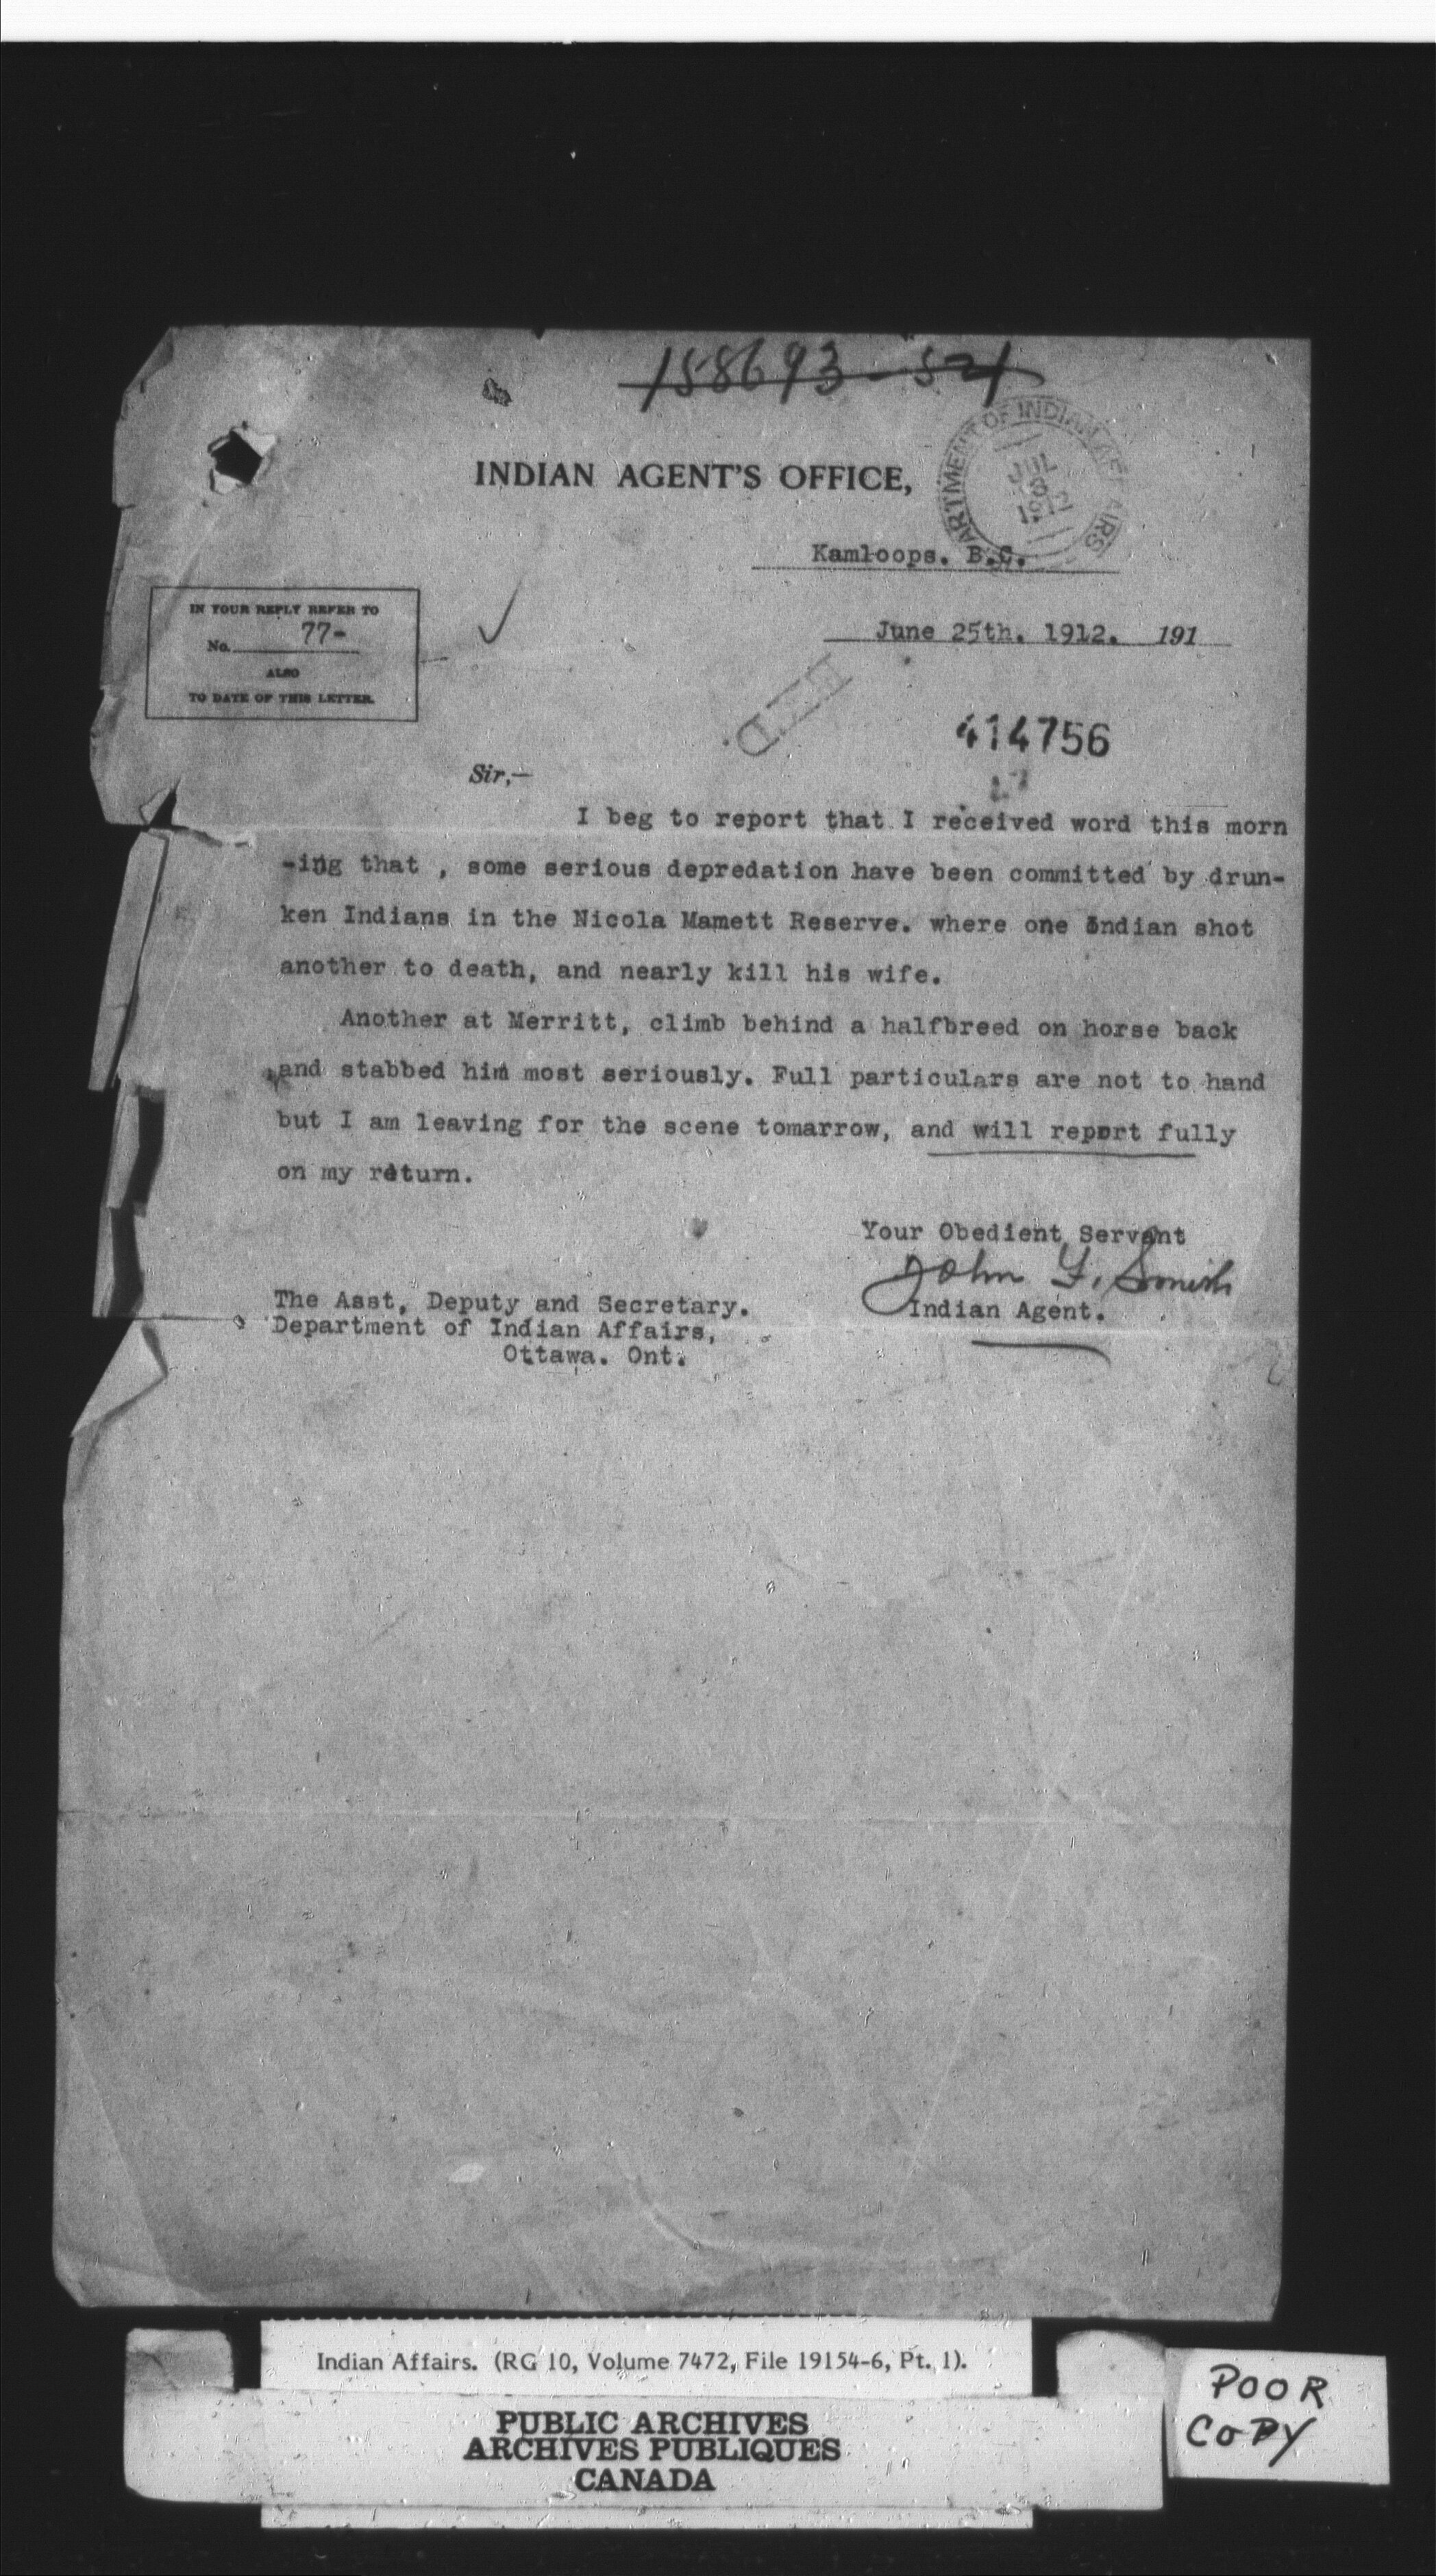 158693-521
INDIAN AGENT'S OFFICE,
DEPARTMENT OF INDIAN AFFAIRS
JUL
8
1912
Kamloops. B.C.
IN YOUR REPLY REFER TO
No. 77-
ALSO
TO DATE OF THIS LETTER.
June 25th. 1912. 191
414756
Sir,—
I beg to report that I received word this morn
-ing that , some serious depredation have been committed by drun-
ken Indians in the Nicola Mamett Reserve. where one Indian shot
another to death, and nearly kill his wife.
Another at Merritt, climb behind a halfbreed on horse back
and stabbed him most seriously. Full particulars are not to hand
but I am leaving for the scene tomarrow, and will report fully
on my return.
Your Obedient Servant
John F. Smith
Indian Agent.
The Asst, Deputy and Secretary.
Department of Indian Affairs,
Ottawa. Ont.
Indian Affairs. (RG 10, Volume 7472, File 19154-6, Pt. 1).
PUBLIC ARCHIVES
ARCHIVES PUBLIQUES
CANADA
POOR
COPY